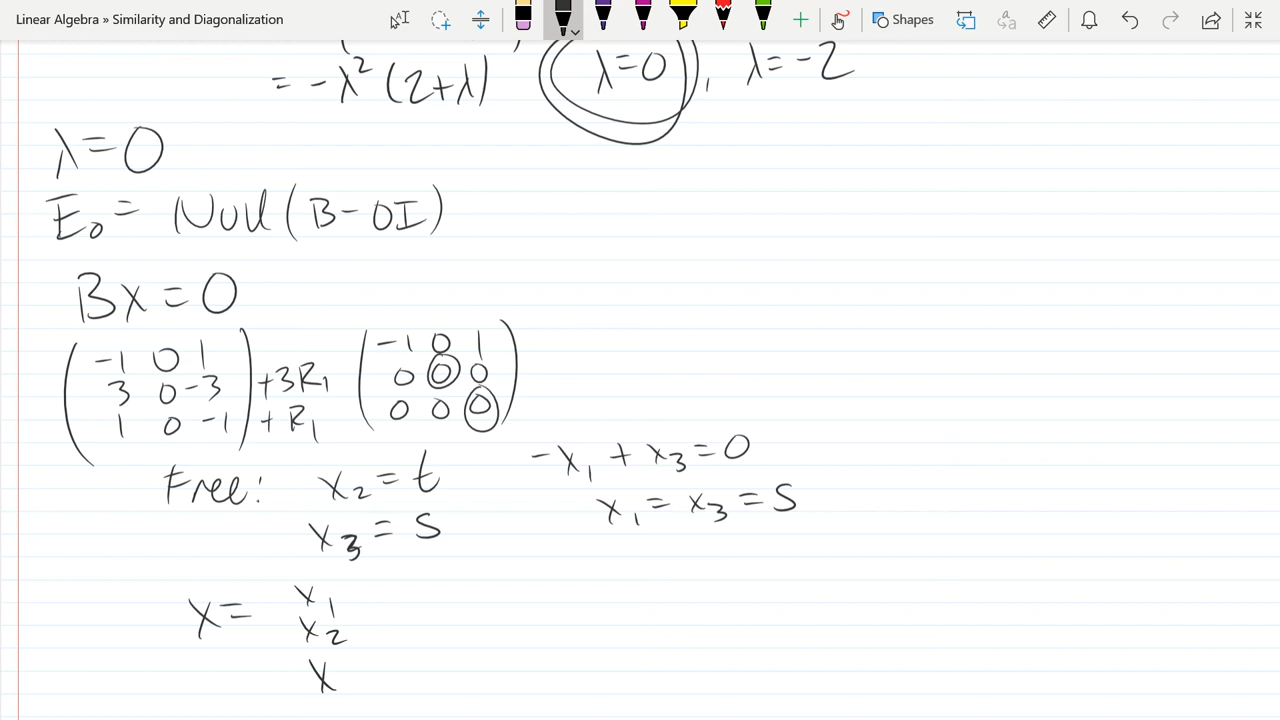 Linear Algebra » Similarity and Diagonalization
Shapes
= -λ² (2+λ) λ=0 , λ=-2
λ=0
E₀ = Null(B-0I)
Bx=0
-1 0 1 -1 0 1
3 0 -3 +3R₁ 0 0 0
1 0 -1 +R₁ 0 0 0
Free: x₂=t -x₁+x₃=0
x₃=s x₁=x₃=s
x= x₁
x₂
x